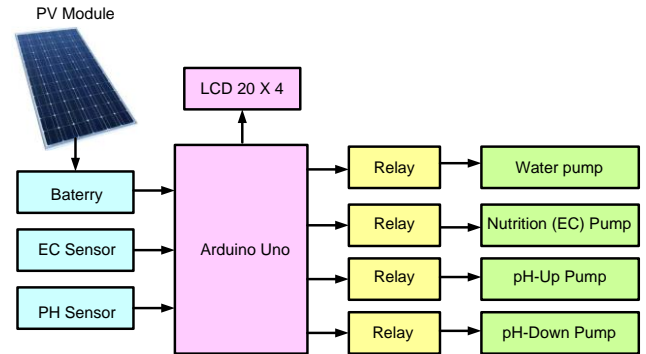 PV Module
LCD 20 X 4
Baterry
EC Sensor
PH Sensor
Arduino Uno
Relay
Water pump
Relay
Nutrition (EC) Pump
Relay
pH-Up Pump
Relay
pH-Down Pump